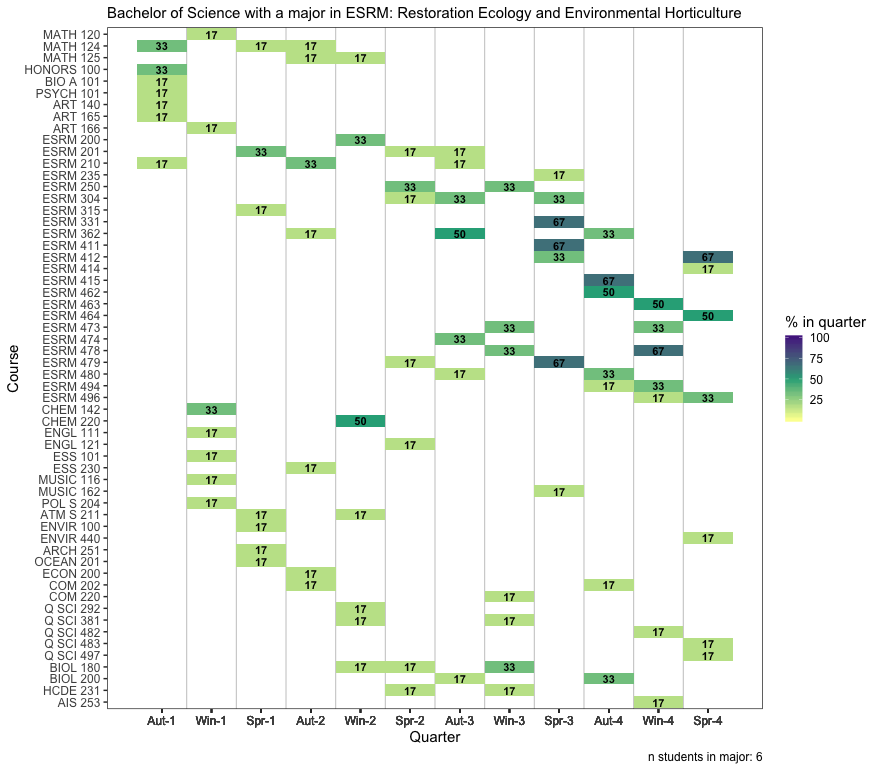 Bachelor of Science with a major in ESRM: Restoration Ecology and Environmental Horticulture
MATH 120 17
MATH 124 33 17 17
MATH 125 17 17
HONORS 100 33
BIO A 101 17
PSYCH 101 17
ART 140 17
ART 165 17
ART 166 17
ESRM 200 33
ESRM 201 33 17 17
ESRM 210 17 33 17
ESRM 235 17
ESRM 250 33 33
ESRM 304 17 33 33
ESRM 315 17
ESRM 331 67
ESRM 362 17 50 33
ESRM 411 67
ESRM 412 33 67
ESRM 414 17
ESRM 415 67
ESRM 462 50
ESRM 463 50
ESRM 464 50
ESRM 473 33 33
ESRM 474 33
ESRM 478 33 67
ESRM 479 17 67
ESRM 480 17 33
ESRM 494 17 33
ESRM 496 17 33
CHEM 142 33
CHEM 220 50
ENGL 111 17
ENGL 121 17
ESS 101 17
ESS 230 17
MUSIC 116 17
MUSIC 162 17
POL S 204 17
ATM S 211 17 17
ENVIR 100 17
ENVIR 440 17
ARCH 251 17
OCEAN 201 17
ECON 200 17
COM 202 17 17
COM 220 17
Q SCI 292 17
Q SCI 381 17 17
Q SCI 482 17
Q SCI 483 17
Q SCI 497 17
BIOL 180 17 17 33
BIOL 200 17 33
HCDE 231 17 17
AIS 253 17
Course
Aut-1 Win-1 Spr-1 Aut-2 Win-2 Spr-2 Aut-3 Win-3 Spr-3 Aut-4 Win-4 Spr-4
Quarter
% in quarter
100
75
50
25
n students in major: 6